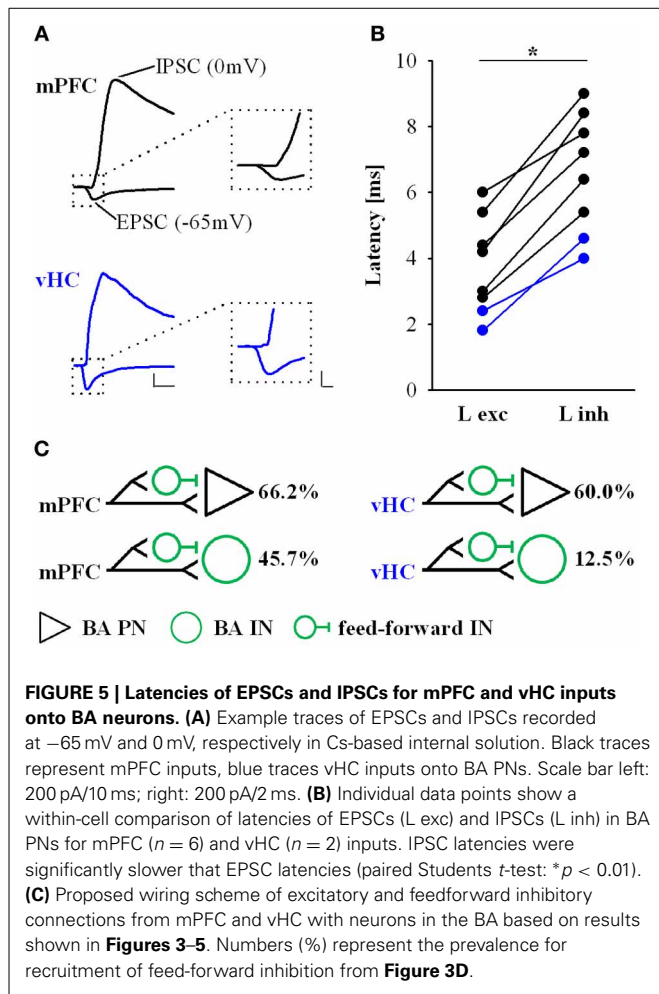 A
IPSC (0mV)
mPFC
EPSC (-65mV)
vHC
B
*
10
8
6
4
2
0
Latency [ms]
L exc
L inh
C
mPFC
66.2%
vHC
60.0%
mPFC
45.7%
vHC
12.5%
BA PN
BA IN
feed-forward IN
FIGURE 5 | Latencies of EPSCs and IPSCs for mPFC and vHC inputs
onto BA neurons. (A) Example traces of EPSCs and IPSCs recorded
at −65 mV and 0 mV, respectively in Cs-based internal solution. Black traces
represent mPFC inputs, blue traces vHC inputs onto BA PNs. Scale bar left:
200 pA/10 ms; right: 200 pA/2 ms. (B) Individual data points show a
within-cell comparison of latencies of EPSCs (L exc) and IPSCs (L inh) in BA
PNs for mPFC (n = 6) and vHC (n = 2) inputs. IPSC latencies were
significantly slower that EPSC latencies (paired Students t-test: *p < 0.01).
(C) Proposed wiring scheme of excitatory and feedforward inhibitory
connections from mPFC and vHC with neurons in the BA based on results
shown in Figures 3–5. Numbers (%) represent the prevalence for
recruitment of feed-forward inhibition from Figure 3D.